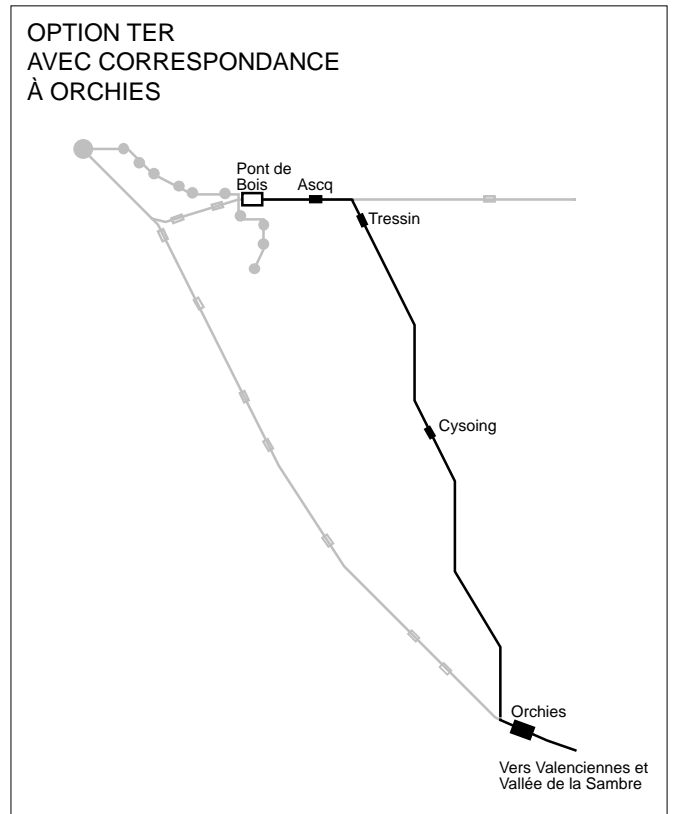 OPTION TER
AVEC CORRESPONDANCE
À ORCHIES
Pont de
Bois
Ascq
Tressin
Cysoing
Orchies
Vers Valenciennes et
Vallée de la Sambre